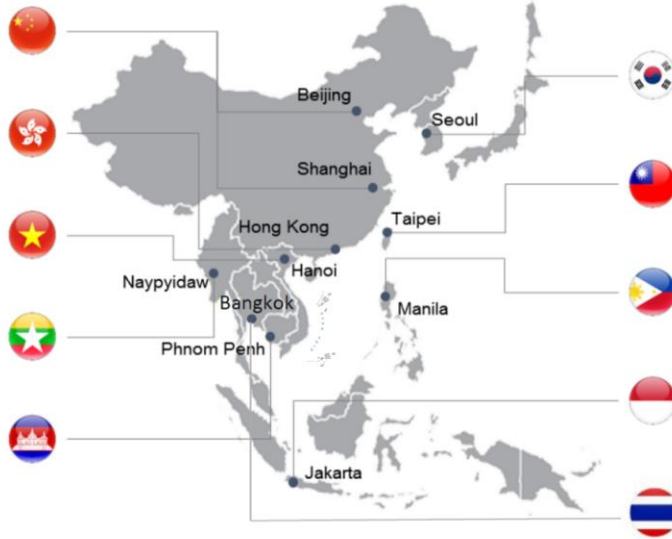 Beijing
Seoul
Shanghai
Taipei
Hong Kong
Hanoi
Naypyidaw
Bangkok
Manila
Phnom Penh
Jakarta